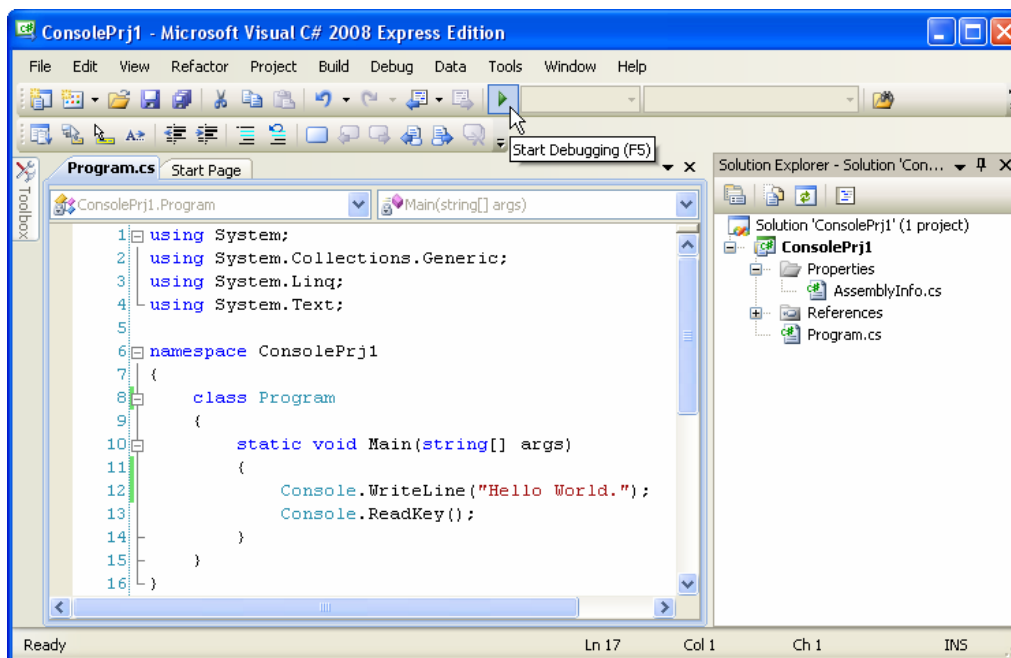 ConsolePrj1 - Microsoft Visual C# 2008 Express Edition
File Edit View Refactor Project Build Debug Data Tools Window Help
Start Debugging (F5)
Toolbox
Program.cs Start Page
ConsolePrj1.Program Main(string[] args)
1 using System;
2 using System.Collections.Generic;
3 using System.Linq;
4 using System.Text;
5
6 namespace ConsolePrj1
7 {
8 class Program
9 {
10 static void Main(string[] args)
11 {
12 Console.WriteLine("Hello World.");
13 Console.ReadKey();
14 }
15 }
16 }
Solution Explorer - Solution 'Con...
Solution 'ConsolePrj1' (1 project)
ConsolePrj1
Properties
AssemblyInfo.cs
References
Program.cs
Ready Ln 17 Col 1 Ch 1 INS